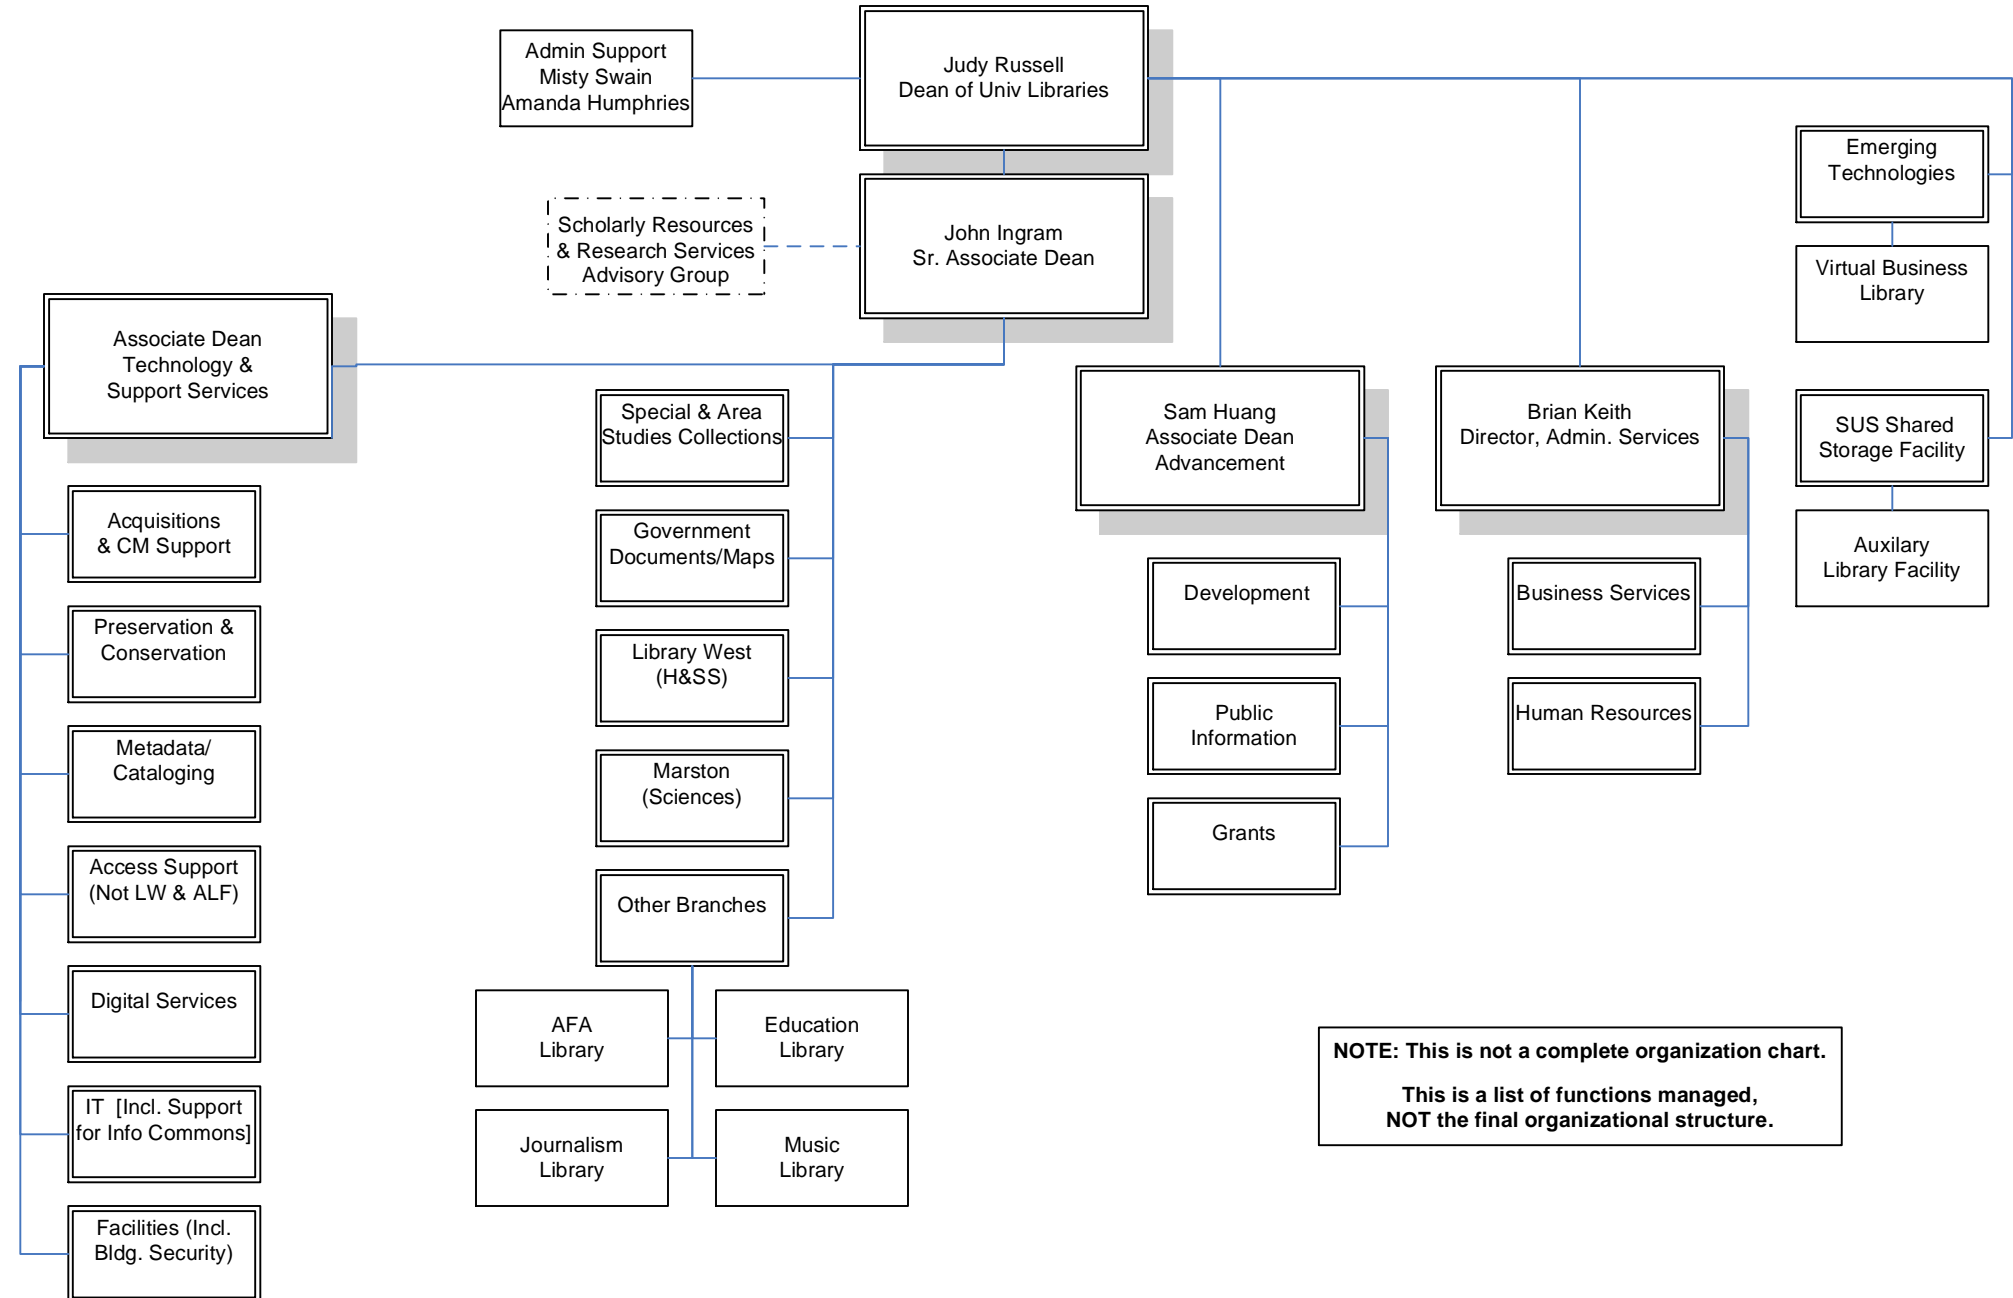 Admin Support
Misty Swain
Amanda Humphries
Judy Russell
Dean of Univ Libraries
Emerging
Technologies
Virtual Business
Library
Scholarly Resources
& Research Services
Advisory Group
John Ingram
Sr. Associate Dean
Associate Dean
Technology &
Support Services
Special & Area
Studies Collections
Sam Huang
Associate Dean
Advancement
Brian Keith
Director, Admin. Services
SUS Shared
Storage Facility
Auxilary
Library Facility
Acquisitions
& CM Support
Preservation &
Conservation
Metadata/
Cataloging
Access Support
(Not LW & ALF)
Digital Services
IT  [Incl. Support
for Info Commons]
Facilities (Incl.
Bldg. Security)
Government
Documents/Maps
Library West
(H&SS)
Marston
(Sciences)
Other Branches
AFA
Library
Education
Library
Journalism
Library
Music
Library
Development
Public
Information
Grants
Business Services
Human Resources
NOTE: This is not a complete organization chart.
This is a list of functions managed,
NOT the final organizational structure.